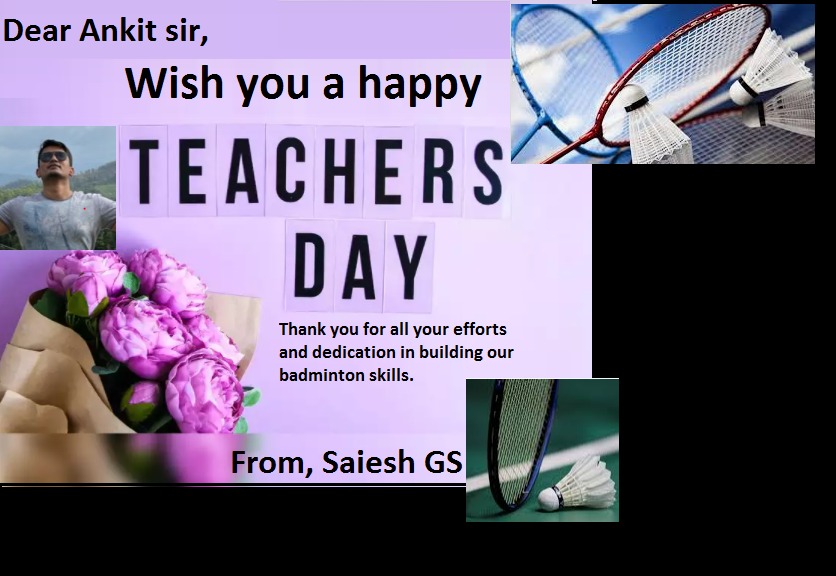 Dear Ankit sir,
Wish you a happy
TEACHERS
DAY
Thank you for all your efforts
and dedication in building our
badminton skills.
From, Saiesh GS